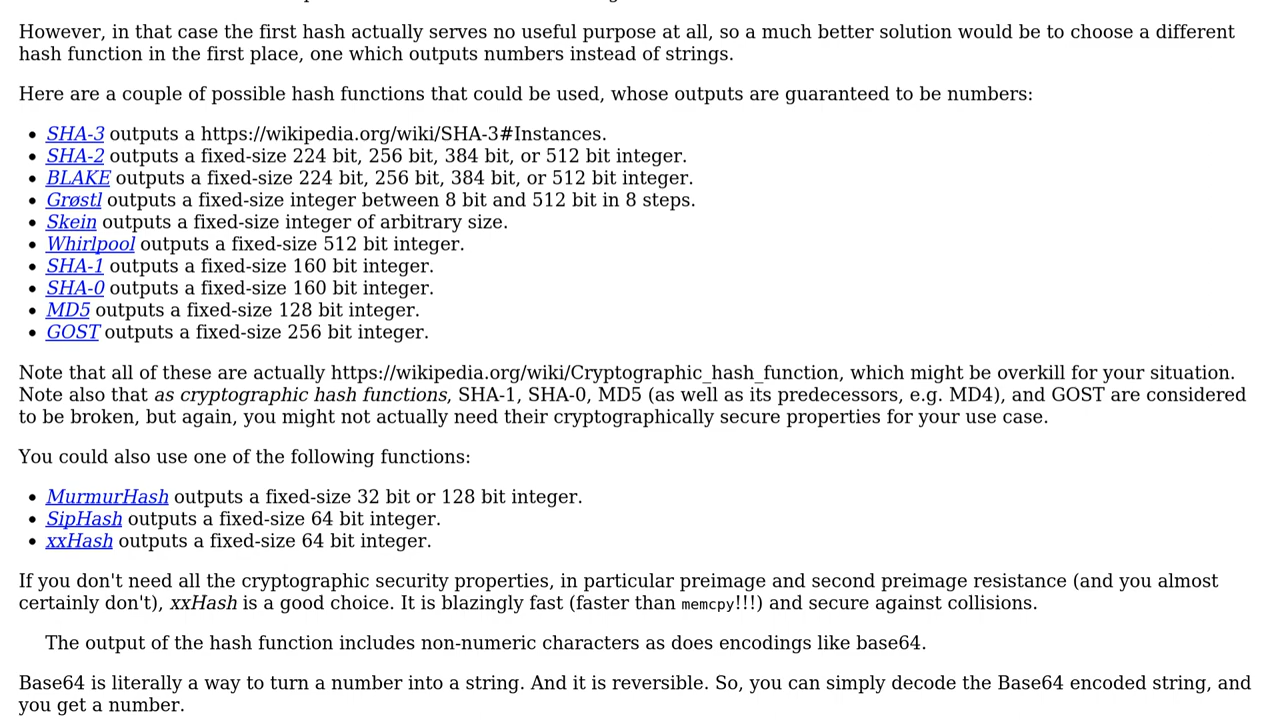 However, in that case the first hash actually serves no useful purpose at all, so a much better solution would be to choose a different
hash function in the first place, one which outputs numbers instead of strings.
Here are a couple of possible hash functions that could be used, whose outputs are guaranteed to be numbers:
• SHA-3 outputs a https://wikipedia.org/wiki/SHA-3#Instances.
• SHA-2 outputs a fixed-size 224 bit, 256 bit, 384 bit, or 512 bit integer.
• BLAKE outputs a fixed-size 224 bit, 256 bit, 384 bit, or 512 bit integer.
• Grøstl outputs a fixed-size integer between 8 bit and 512 bit in 8 steps.
• Skein outputs a fixed-size integer of arbitrary size.
• Whirlpool outputs a fixed-size 512 bit integer.
• SHA-1 outputs a fixed-size 160 bit integer.
• SHA-0 outputs a fixed-size 160 bit integer.
• MD5 outputs a fixed-size 128 bit integer.
• GOST outputs a fixed-size 256 bit integer.
Note that all of these are actually https://wikipedia.org/wiki/Cryptographic_hash_function, which might be overkill for your situation.
Note also that as cryptographic hash functions, SHA-1, SHA-0, MD5 (as well as its predecessors, e.g. MD4), and GOST are considered
to be broken, but again, you might not actually need their cryptographically secure properties for your use case.
You could also use one of the following functions:
• MurmurHash outputs a fixed-size 32 bit or 128 bit integer.
• SipHash outputs a fixed-size 64 bit integer.
• xxHash outputs a fixed-size 64 bit integer.
If you don't need all the cryptographic security properties, in particular preimage and second preimage resistance (and you almost
certainly don't), xxHash is a good choice. It is blazingly fast (faster than memcpy!!!) and secure against collisions.
The output of the hash function includes non-numeric characters as does encodings like base64.
Base64 is literally a way to turn a number into a string. And it is reversible. So, you can simply decode the Base64 encoded string, and
you get a number.